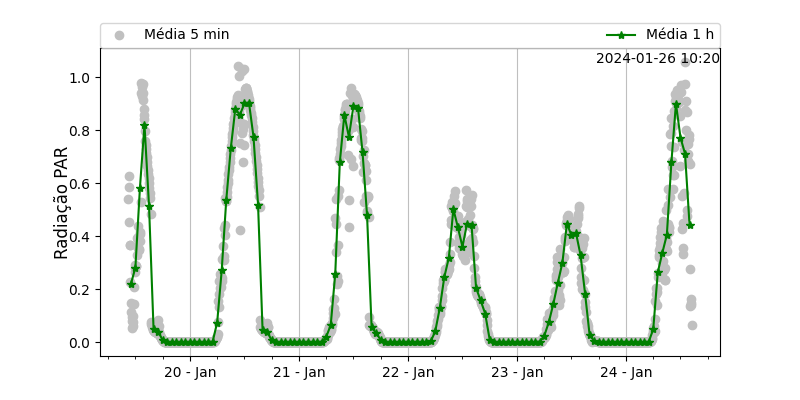 Média 5 min
Média 1 h
2024-01-26 10:20
Radiação PAR
1.0
0.8
0.6
0.4
0.2
0.0
20 - Jan
21 - Jan
22 - Jan
23 - Jan
24 - Jan